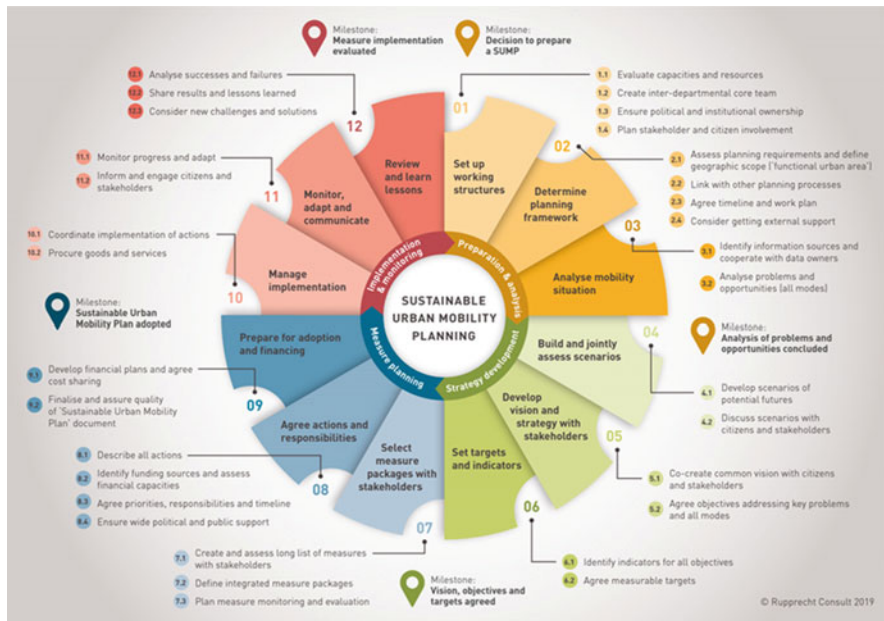 Milestone:
Measure implementation
evaluated
Milestone:
Decision to prepare
a SUMP
12.1 Analyse successes and failures
12.2 Share results and lessons learned
12.3 Consider new challenges and solutions
1.1 Evaluate capacities and resources
1.2 Create inter-departmental core team
1.3 Ensure political and institutional ownership
1.4 Plan stakeholder and citizen involvement
12
Review
and learn
lessons
01
Set up
working
structures
11.1 Monitor progress and adapt
11.2 Inform and engage citizens and
stakeholders
11
Monitor,
adapt and
communicate
02
Determine
planning
framework
2.1 Assess planning requirements and define
geographic scope ('functional urban area')
2.2 Link with other planning processes
2.3 Agree timeline and work plan
2.4 Consider getting external support
10.1 Coordinate implementation of actions
10.2 Procure goods and services
10
Manage
implementation
03
Analyse mobility
situation
3.1 Identify information sources and
cooperate with data owners
3.2 Analyse problems and
opportunities (all modes)
Implementation
& monitoring
Preparation & analysis
SUSTAINABLE
URBAN MOBILITY
PLANNING
Measure planning
Strategy development
Milestone:
Sustainable Urban
Mobility Plan adopted
Milestone:
Analysis of problems and
opportunities concluded
Prepare for adoption
and financing
09
9.1 Develop financial plans and agree
cost sharing
9.2 Finalise and assure quality
of 'Sustainable Urban Mobility
Plan' document
Build and jointly
assess scenarios
04
4.1 Develop scenarios of
potential futures
4.2 Discuss scenarios with
citizens and stakeholders
Agree actions and
responsibilities
08
8.1 Describe all actions
8.2 Identify funding sources and assess
financial capacities
8.3 Agree priorities, responsibilities and timeline
8.4 Ensure wide political and public support
Develop
vision and
strategy with
stakeholders
05
5.1 Co-create common vision with citizens
and stakeholders
5.2 Agree objectives addressing key problems
and all modes
Select
measure
packages with
stakeholders
07
7.1 Create and assess long list of measures
with stakeholders
7.2 Define integrated measure packages
7.3 Plan measure monitoring and evaluation
Set targets
and indicators
06
6.1 Identify indicators for all objectives
6.2 Agree measurable targets
Milestone:
Vision, objectives and
targets agreed
© Rupprecht Consult 2019